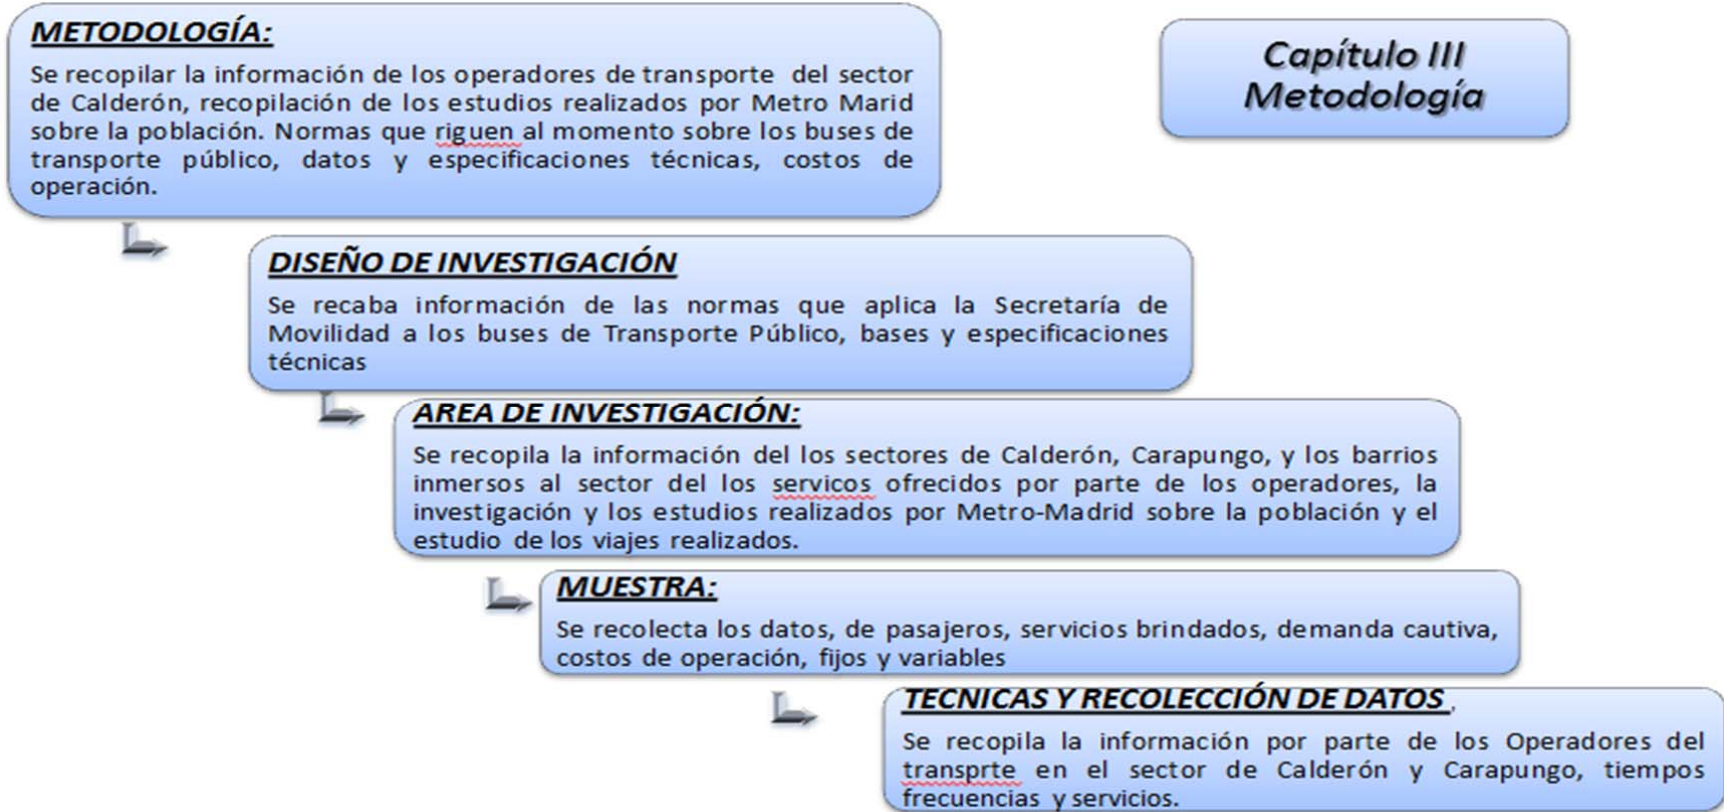 METODOLOGÍA:
Se recopilar la información de los operadores de transporte del sector
de Calderón, recopilación de los estudios realizados por Metro Marid
sobre la población. Normas que riguen al momento sobre los buses de
transporte público, datos y especificaciones técnicas, costos de
operación.
Capítulo III
Metodología
DISEÑO DE INVESTIGACIÓN
Se recaba información de las normas que aplica la Secretaría de
Movilidad a los buses de Transporte Público, bases y especificaciones
técnicas
AREA DE INVESTIGACIÓN:
Se recopila la información del los sectores de Calderón, Carapungo, y los barrios
inmersos al sector del los servicos ofrecidos por parte de los operadores, la
investigación y los estudios realizados por Metro-Madrid sobre la población y el
estudio de los viajes realizados.
MUESTRA:
Se recolecta los datos, de pasajeros, servicios brindados, demanda cautiva,
costos de operación, fijos y variables
TECNICAS Y RECOLECCIÓN DE DATOS .
Se recopila la información por parte de los Operadores del
transprte en el sector de Calderón y Carapungo, tiempos
frecuencias y servicios.